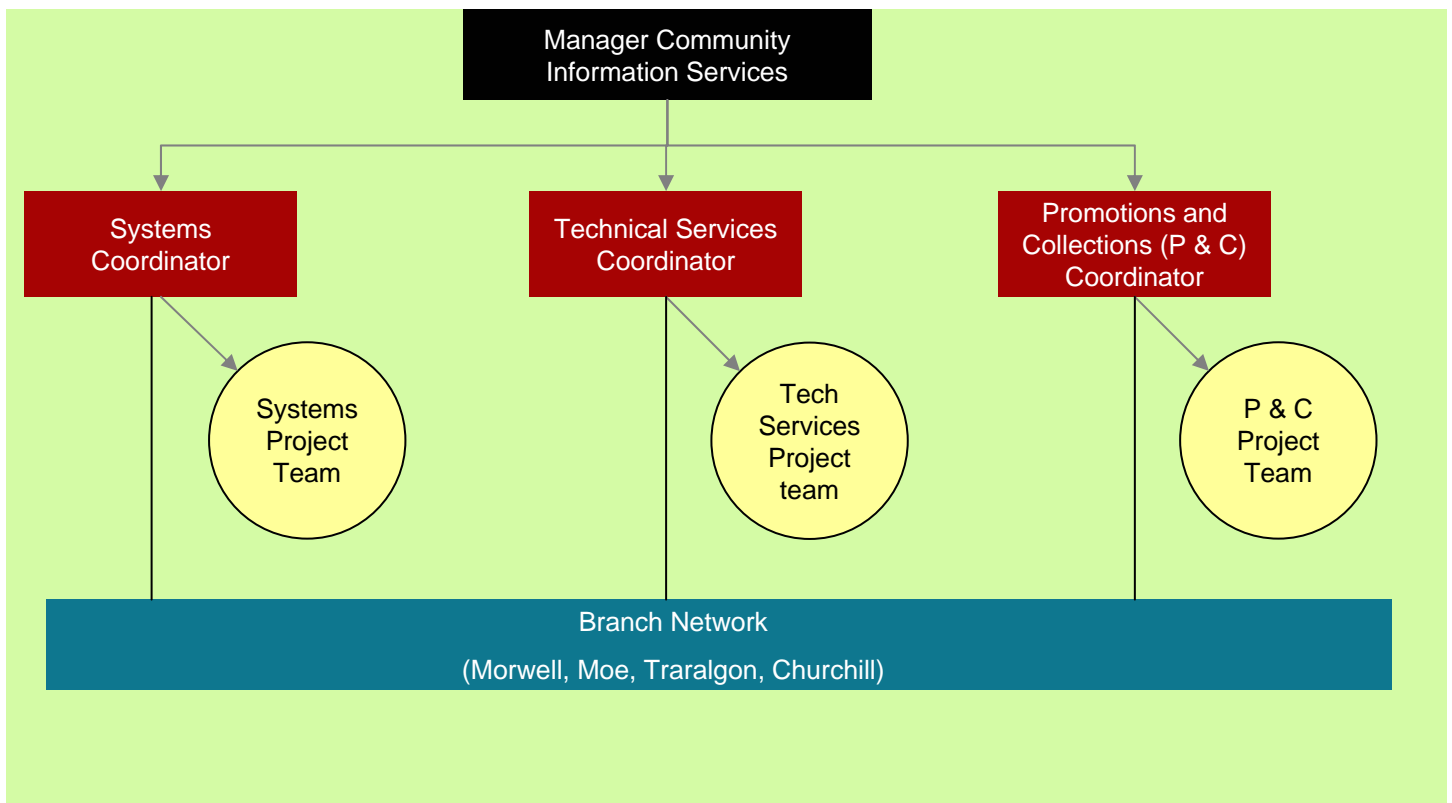 Manager Community
Information Services
Systems
Coordinator
Technical Services
Coordinator
Promotions and
Collections (P & C)
Coordinator
Systems
Project
Team
Tech
Services
Project
team
P & C
Project
Team
Branch Network
(Morwell, Moe, Traralgon, Churchill)